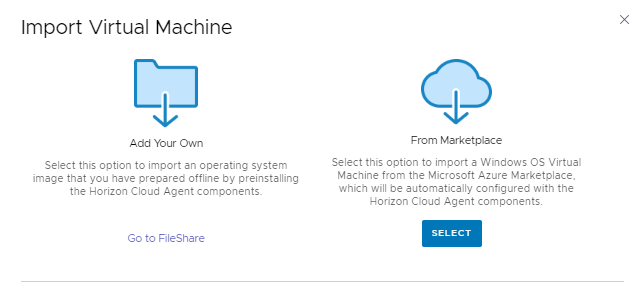 Import Virtual Machine
Add Your Own
Select this option to import an operating system
image that you have prepared offline by preinstalling
the Horizon Cloud Agent components.
Go to FileShare
From Marketplace
Select this option to import a Windows OS Virtual
Machine from the Microsoft Azure Marketplace,
which will be automatically configured with the
Horizon Cloud Agent components.
SELECT